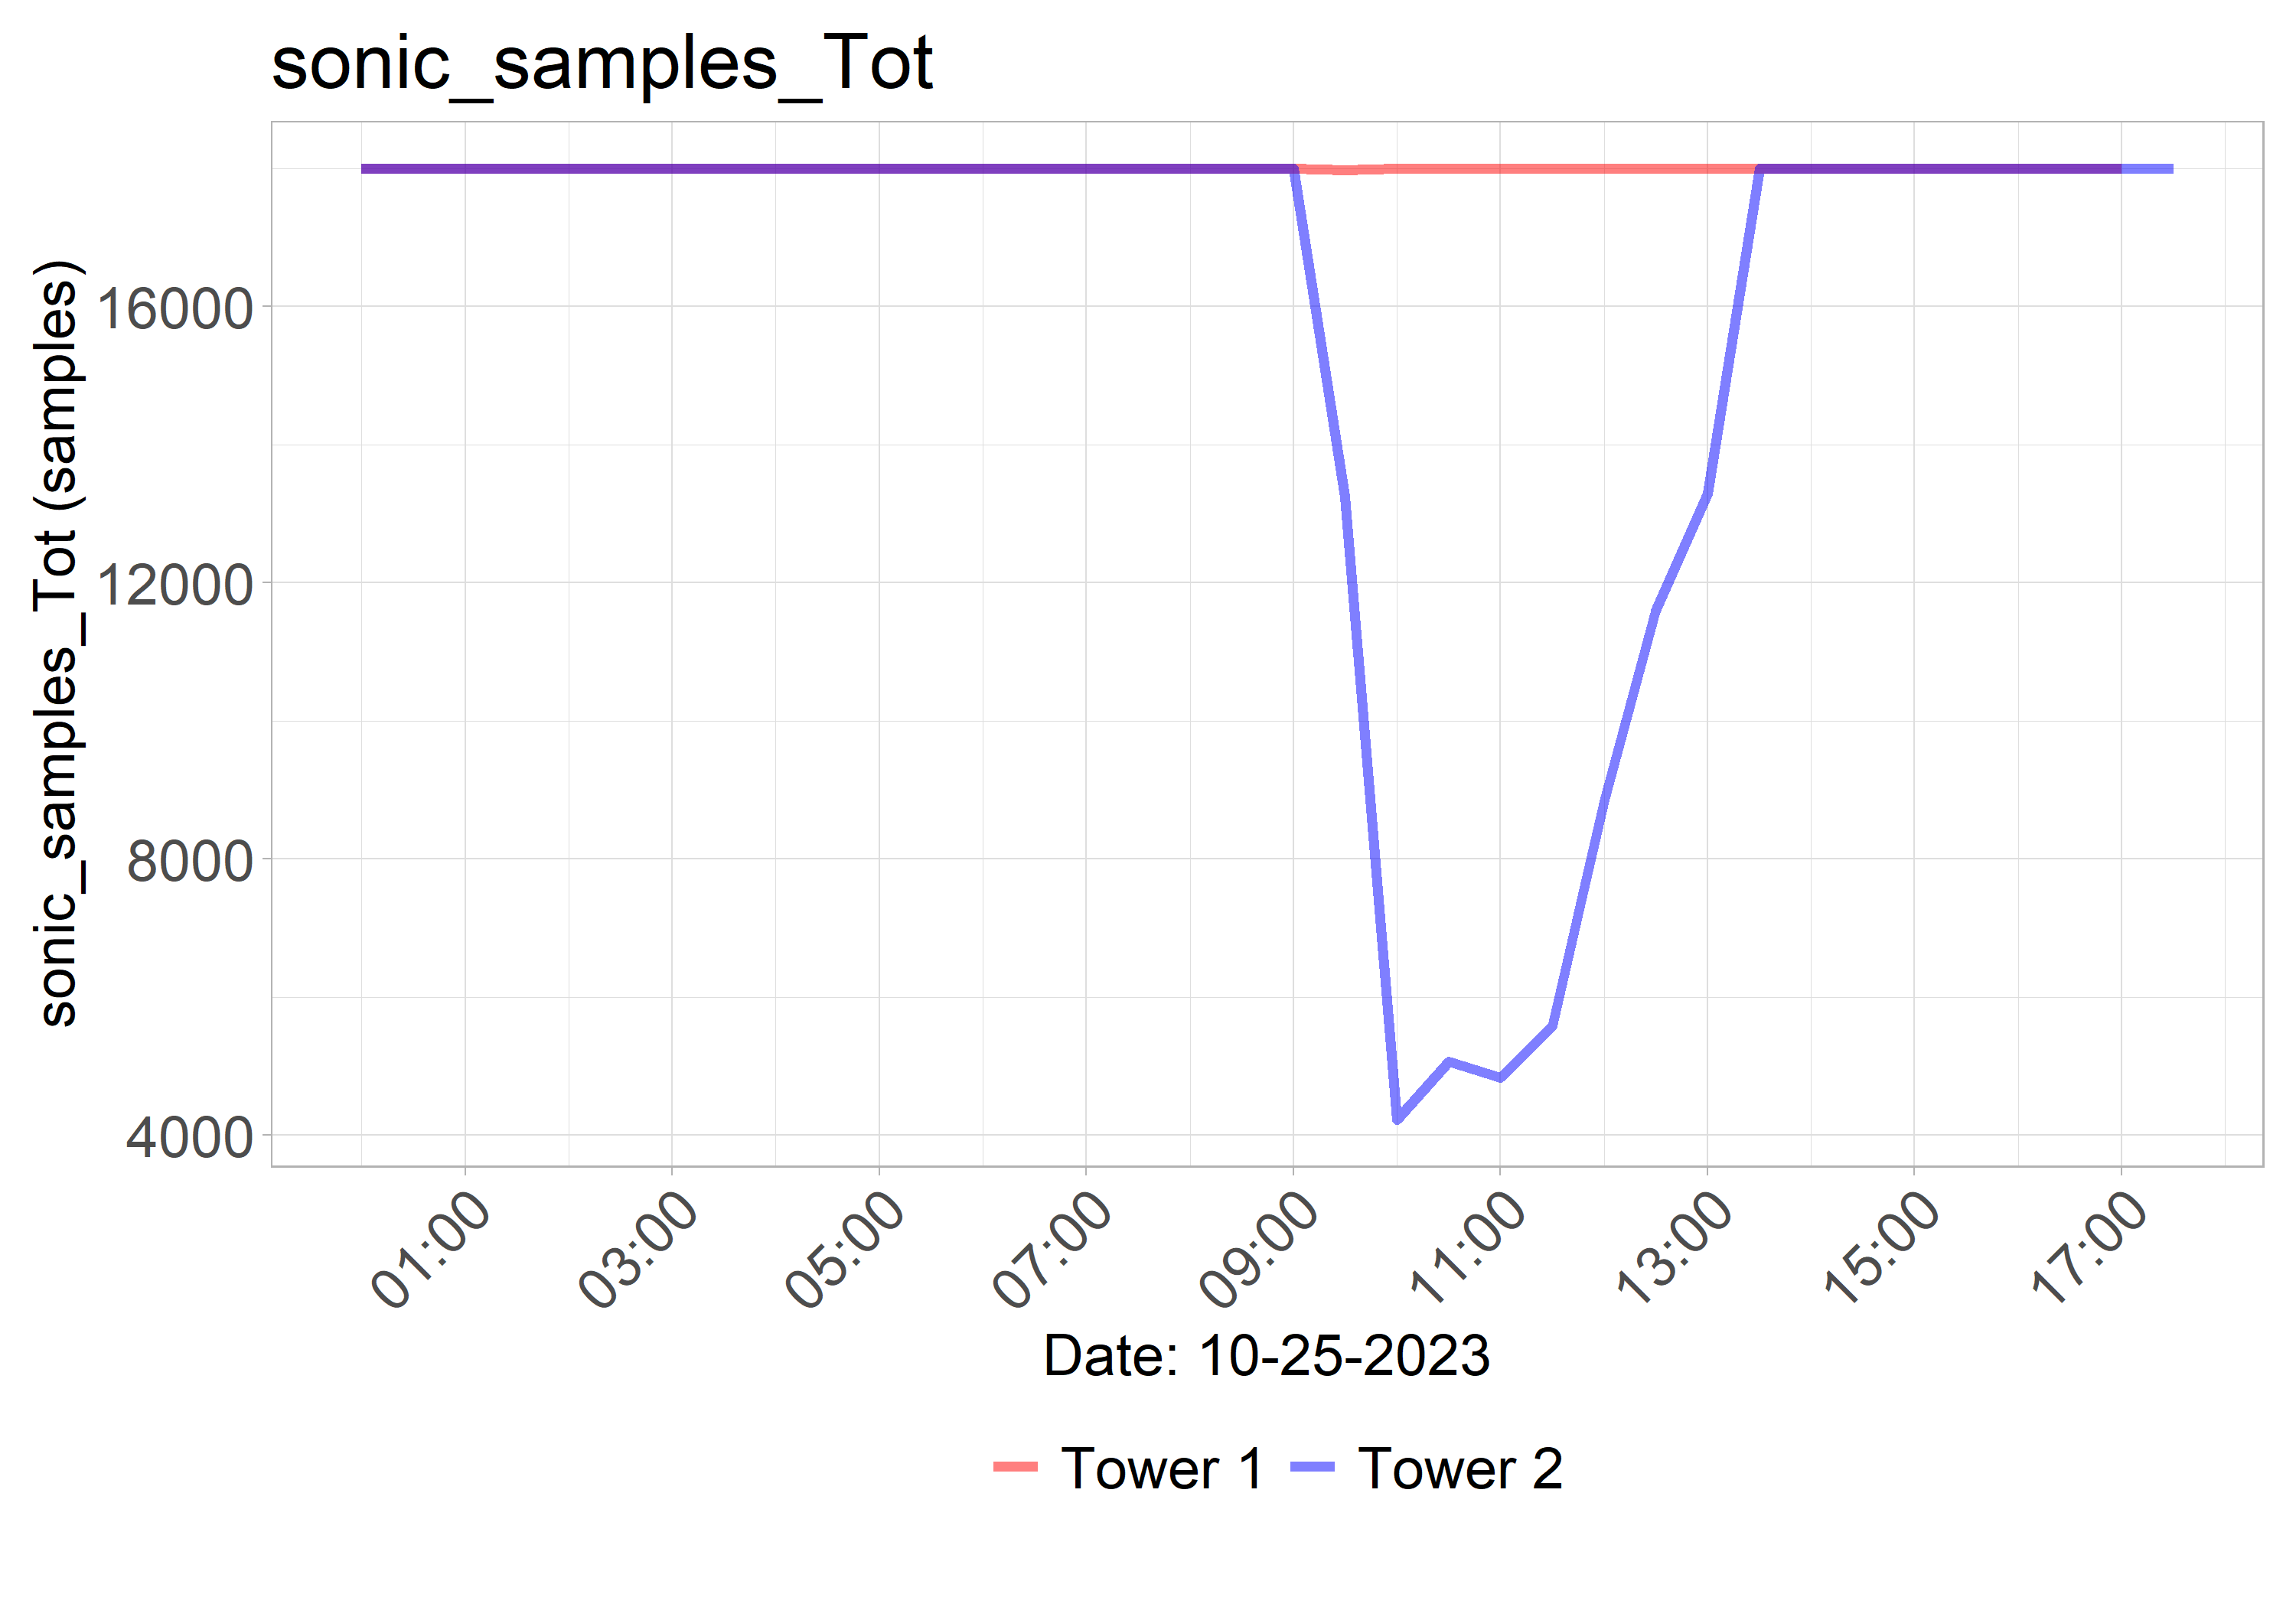 sonic_samples_Tot
sonic_samples_Tot (samples)
16000
12000
8000
4000
01:00
03:00
05:00
07:00
09:00
11:00
13:00
15:00
17:00
Date: 10-25-2023
Tower 1
Tower 2